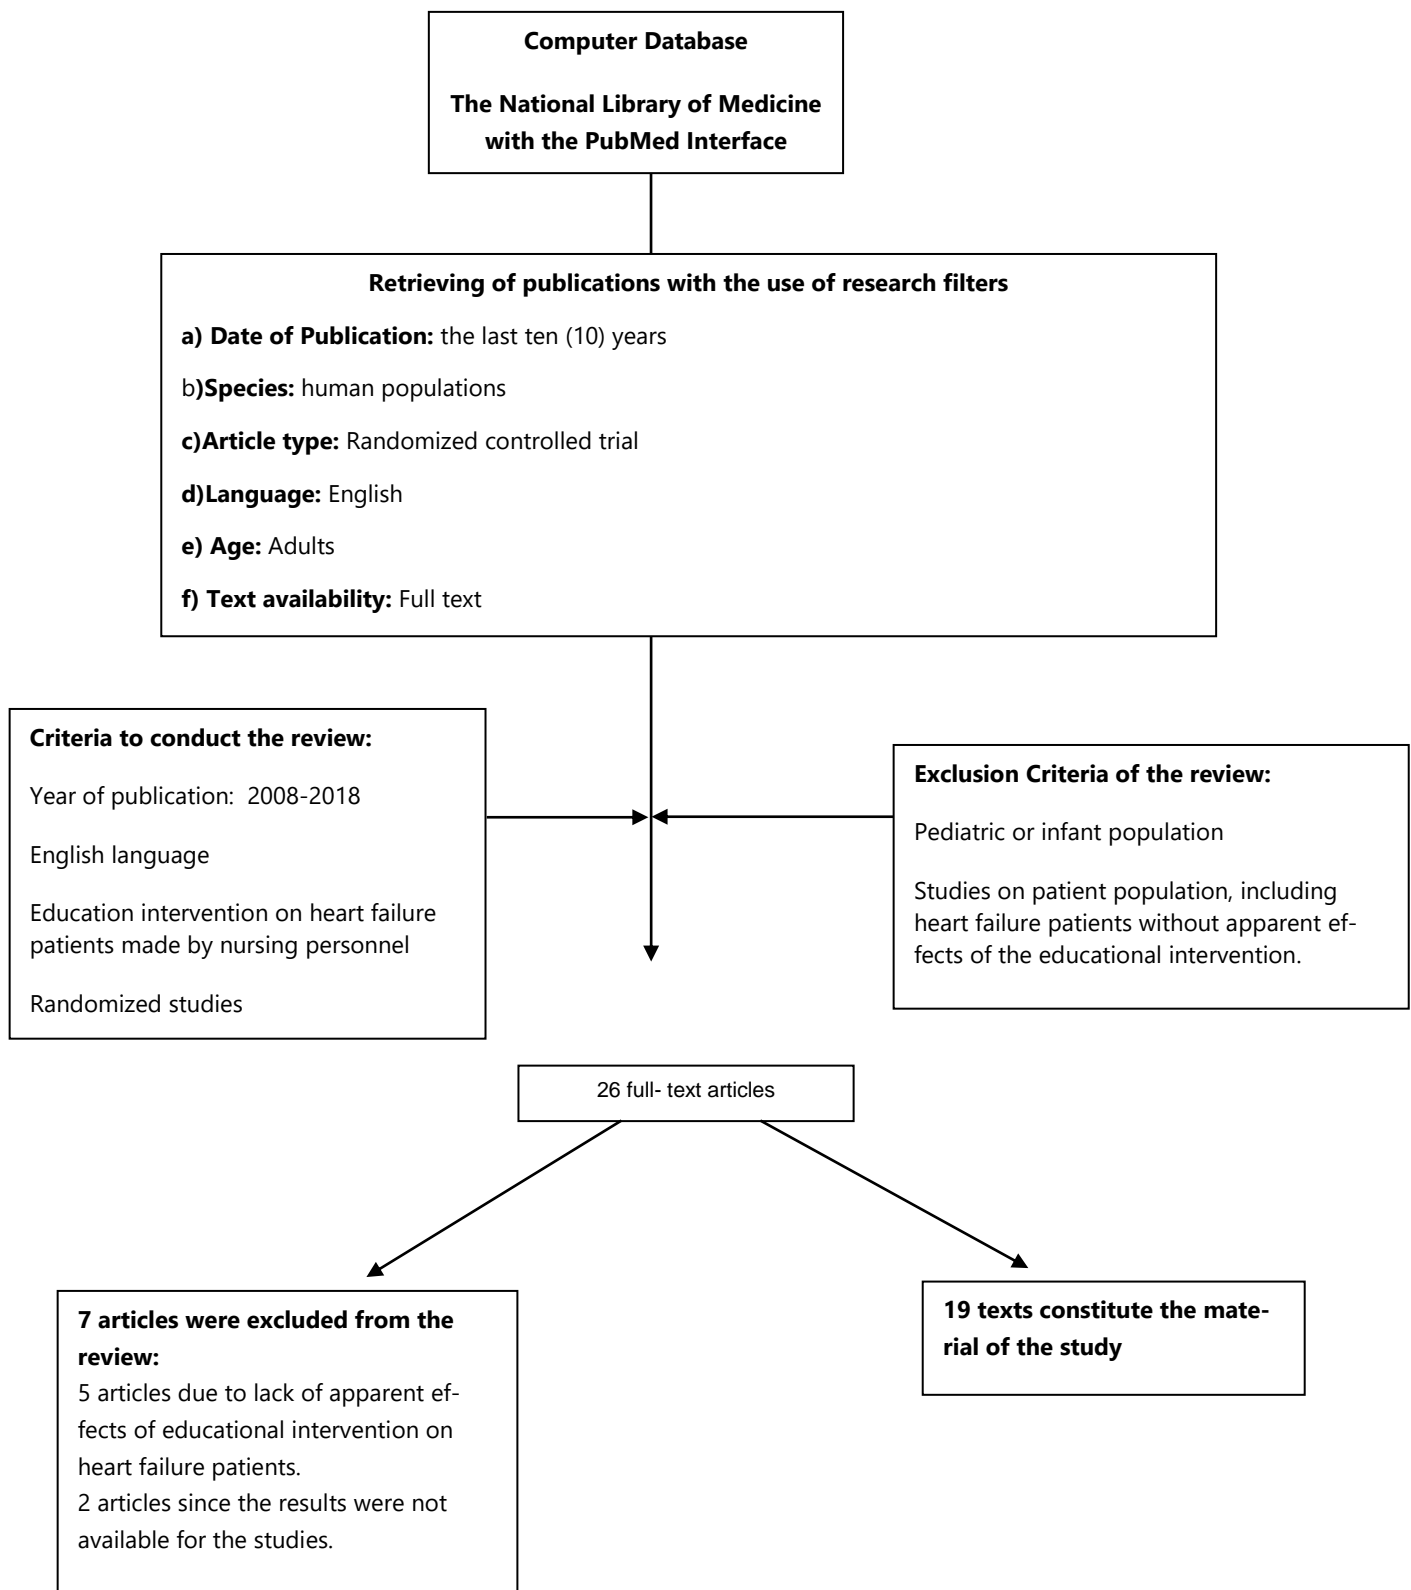 Computer Database
The National Library of Medicine
with the PubMed Interface
Retrieving of publications with the use of research filters
a) Date of Publication: the last ten (10) years
b)Species: human populations
c)Article type: Randomized controlled trial
d)Language: English
e) Age: Adults
f) Text availability: Full text
Criteria to conduct the review:
Year of publication:  2008-2018
English language
Education intervention on heart failure
patients made by nursing personnel
Randomized studies
Exclusion Criteria of the review:
Pediatric or infant population
Studies on patient population, including
heart failure patients without apparent ef-
fects of the educational intervention.
26 full- text articles
7 articles were excluded from the
review:
5 articles due to lack of apparent ef-
fects of educational intervention on
heart failure patients.
2 articles since the results were not
available for the studies.
19 texts constitute the mate-
rial of the study